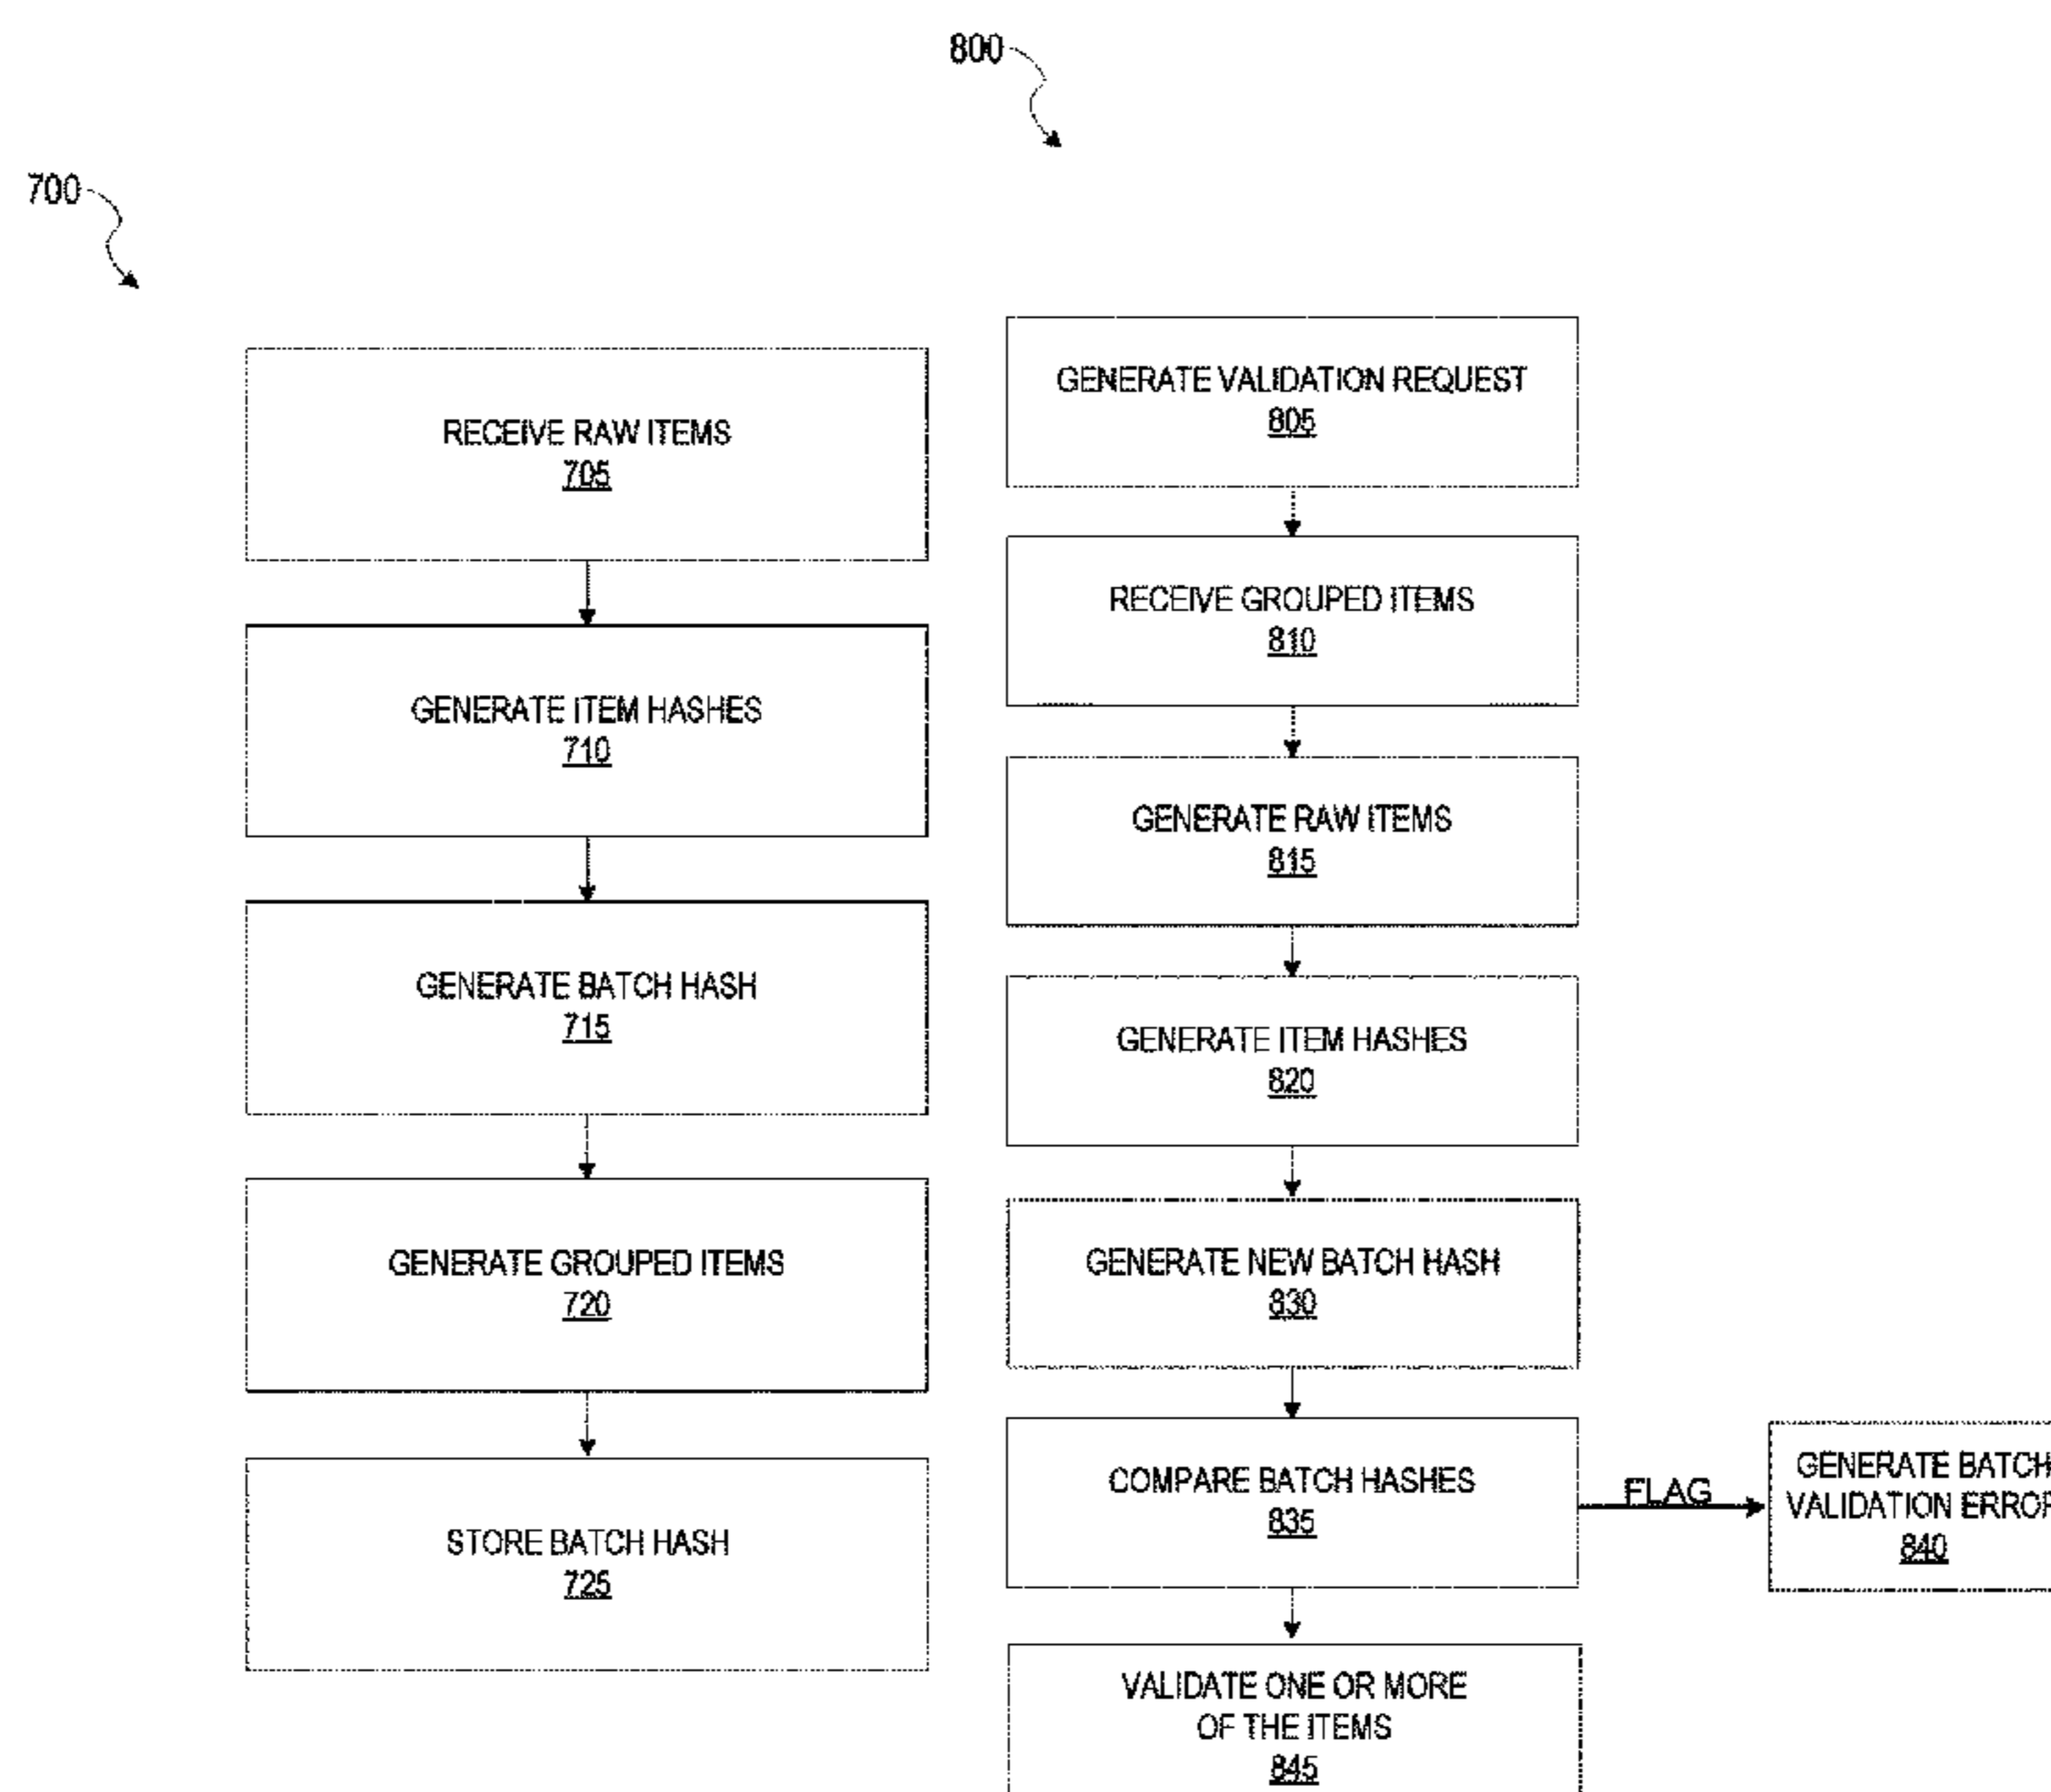 700
RECEIVE RAW ITEMS
705
GENERATE ITEM HASHES
710
GENERATE BATCH HASH
715
GENERATE GROUPED ITEMS
720
STORE BATCH HASH
725
800
GENERATE VALIDATION REQUEST
805
RECEIVE GROUPED ITEMS
810
GENERATE RAW ITEMS
815
GENERATE ITEM HASHES
820
GENERATE NEW BATCH HASH
830
COMPARE BATCH HASHES
835
FLAG
GENERATE BATCH
VALIDATION ERROR
840
VALIDATE ONE OR MORE
OF THE ITEMS
845